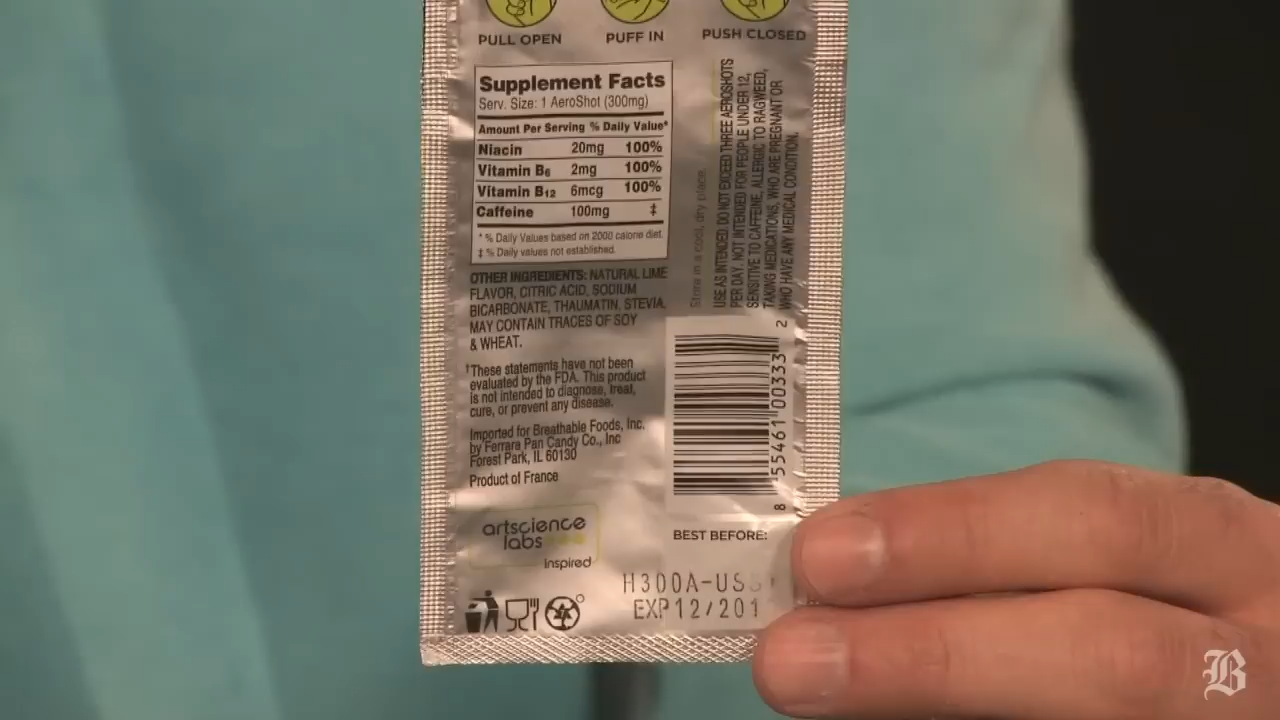 PULL OPEN
PUFF IN
PUSH CLOSED
Supplement Facts
Serv. Size: 1 AeroShot (300mg)
Amount Per Serving % Daily Value*
Niacin 20mg 100%
Vitamin B6 2mg 100%
Vitamin B12 6mcg 100%
Caffeine 100mg ‡
* % Daily Values based on 2000 calorie diet.
‡ % Daily values not established.
OTHER INGREDIENTS: NATURAL LIME
FLAVOR, CITRIC ACID, SODIUM
BICARBONATE, THAUMATIN, STEVIA.
MAY CONTAIN TRACES OF SOY
& WHEAT.
†These statements have not been
evaluated by the FDA. This product
is not intended to diagnose, treat,
cure, or prevent any disease.
Imported for Breathable Foods, Inc.
by Ferrara Pan Candy Co., Inc
Forest Park, IL 60130
Product of France
artscience
labs
inspired
Store in a cool, dry place.
USE AS INTENDED. DO NOT EXCEED THREE AEROSHOTS
PER DAY. NOT INTENDED FOR PEOPLE UNDER 12,
SENSITIVE TO CAFFEINE, ALLERGIC TO RAGWEED,
TAKING MEDICATIONS, WHO ARE PREGNANT OR
WHO HAVE ANY MEDICAL CONDITION.
8 55461 00333 2
BEST BEFORE:
H300A-US
EXP 12/201
B